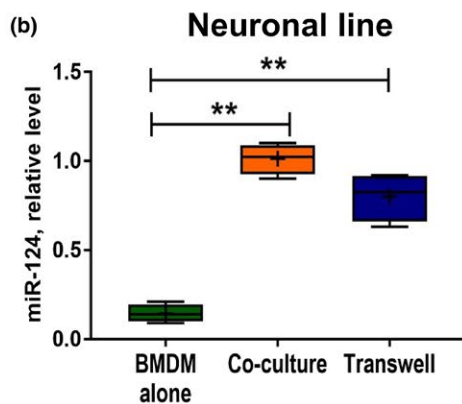 (b) Neuronal line
**
**
miR-124, relative level
1.5
1.0
0.5
0.0
BMDM alone
Co-culture
Transwell